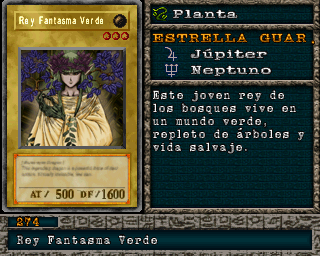 Rey Fantasma Verde
AT/ 500 DF/1600
Planta
ESTRELLA GUAR.
Júpiter
Neptuno
Este joven rey de
los bosques vive en
un mundo verde,
repleto de árboles y
vida salvaje.
274
Rey Fantasma Verde